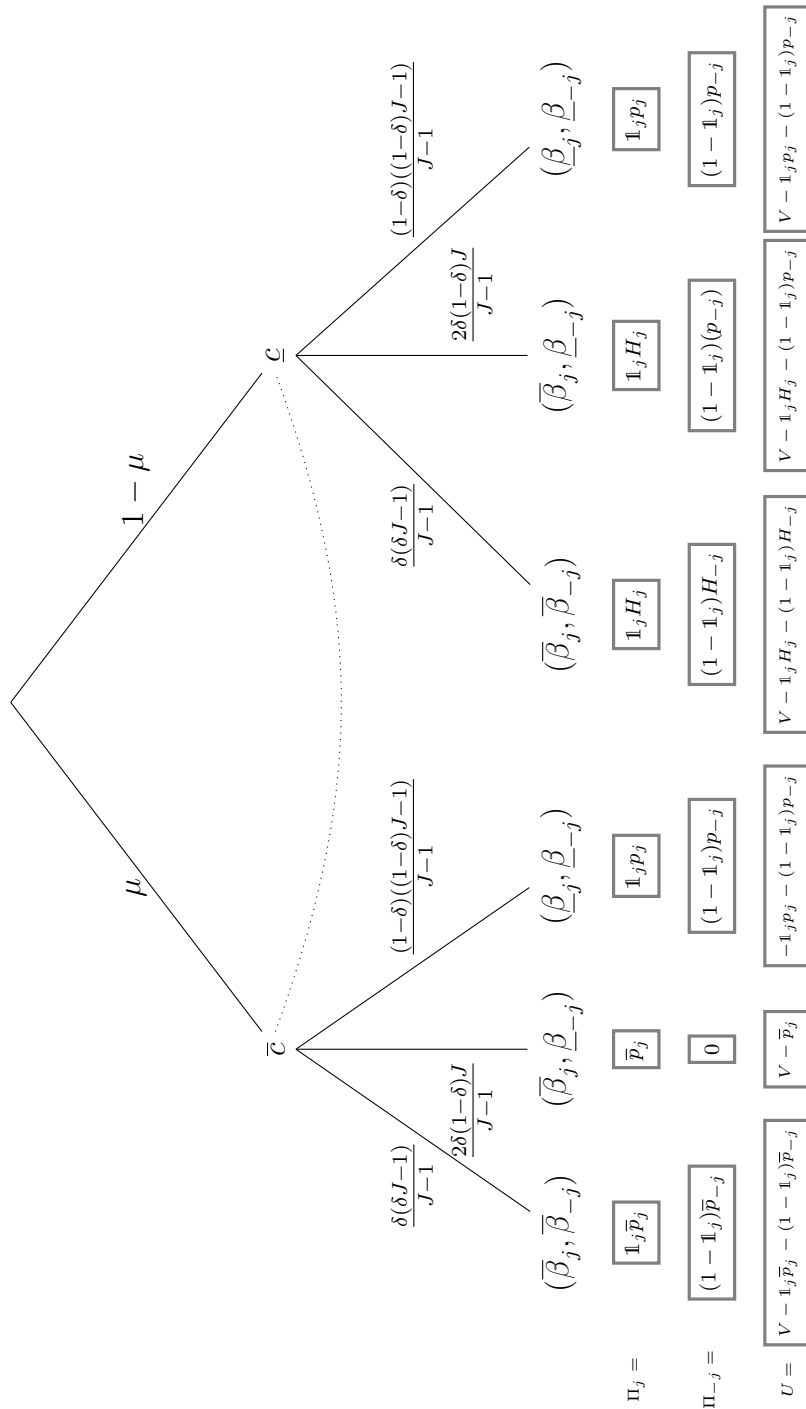 μ
1 − μ
c̅
c̲
δ(δJ−1)/J−1
2δ(1−δ)J/J−1
(1−δ)((1−δ)J−1)/J−1
δ(δJ−1)/J−1
2δ(1−δ)J/J−1
(1−δ)((1−δ)J−1)/J−1
(β̅_j, β̅_−j) (β̅_j, β̲_−j) (β̲_j, β̲_−j) (β̅_j, β̅_−j) (β̅_j, β̲_−j) (β̲_j, β̲_−j)
Π_j = 𝟙_j p̅_j p̅_j 𝟙_j p_j 𝟙_j H_j 𝟙_j H_j 𝟙_j p_j
Π_−j = (1 − 𝟙_j)p̅_−j 0 (1 − 𝟙_j)p_−j (1 − 𝟙_j)H_−j (1 − 𝟙_j)(p_−j) (1 − 𝟙_j)p_−j
U = V − 𝟙_j p̅_j − (1 − 𝟙_j)p̅_−j V − p̅_j −𝟙_j p_j − (1 − 𝟙_j)p_−j V − 𝟙_j H_j − (1 − 𝟙_j)H_−j V − 𝟙_j H_j − (1 − 𝟙_j)p_−j V − 𝟙_j p_j − (1 − 𝟙_j)p_−j